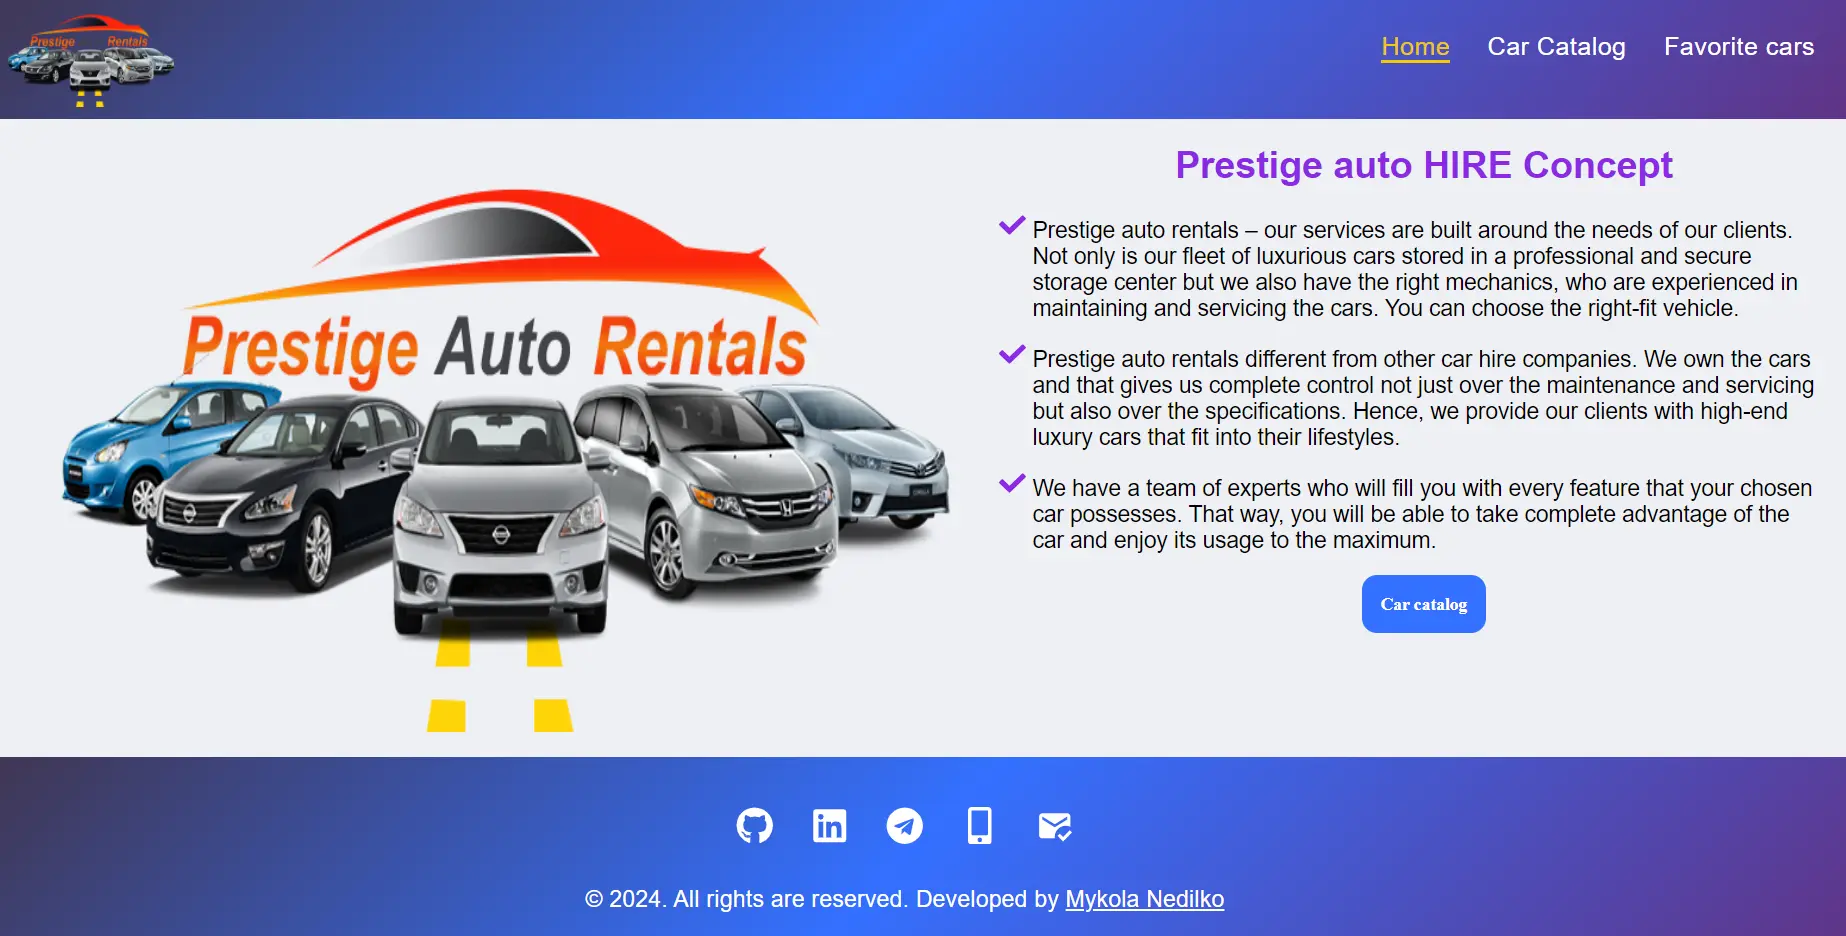 Prestige Rentals
Home Car Catalog Favorite cars
Prestige Auto Rentals
Prestige auto HIRE Concept
Prestige auto rentals – our services are built around the needs of our clients.
Not only is our fleet of luxurious cars stored in a professional and secure
storage center but we also have the right mechanics, who are experienced in
maintaining and servicing the cars. You can choose the right-fit vehicle.
Prestige auto rentals different from other car hire companies. We own the cars
and that gives us complete control not just over the maintenance and servicing
but also over the specifications. Hence, we provide our clients with high-end
luxury cars that fit into their lifestyles.
We have a team of experts who will fill you with every feature that your chosen
car possesses. That way, you will be able to take complete advantage of the
car and enjoy its usage to the maximum.
Car catalog
in
© 2024. All rights are reserved. Developed by Mykola Nedilko